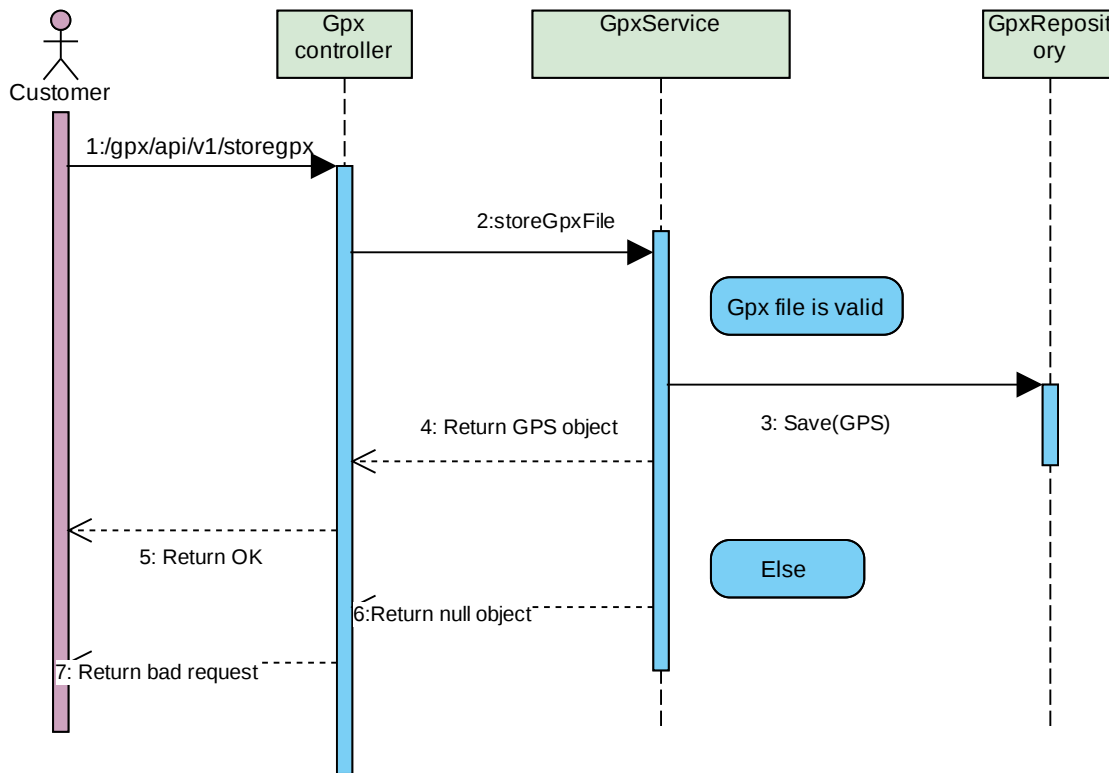 Customer
Gpx
controller
GpxService
GpxReposit
ory
1:/gpx/api/v1/storegpx
2:storeGpxFile
Gpx file is valid
3: Save(GPS)
4: Return GPS object
5: Return OK
Else
6:Return null object
7: Return bad request